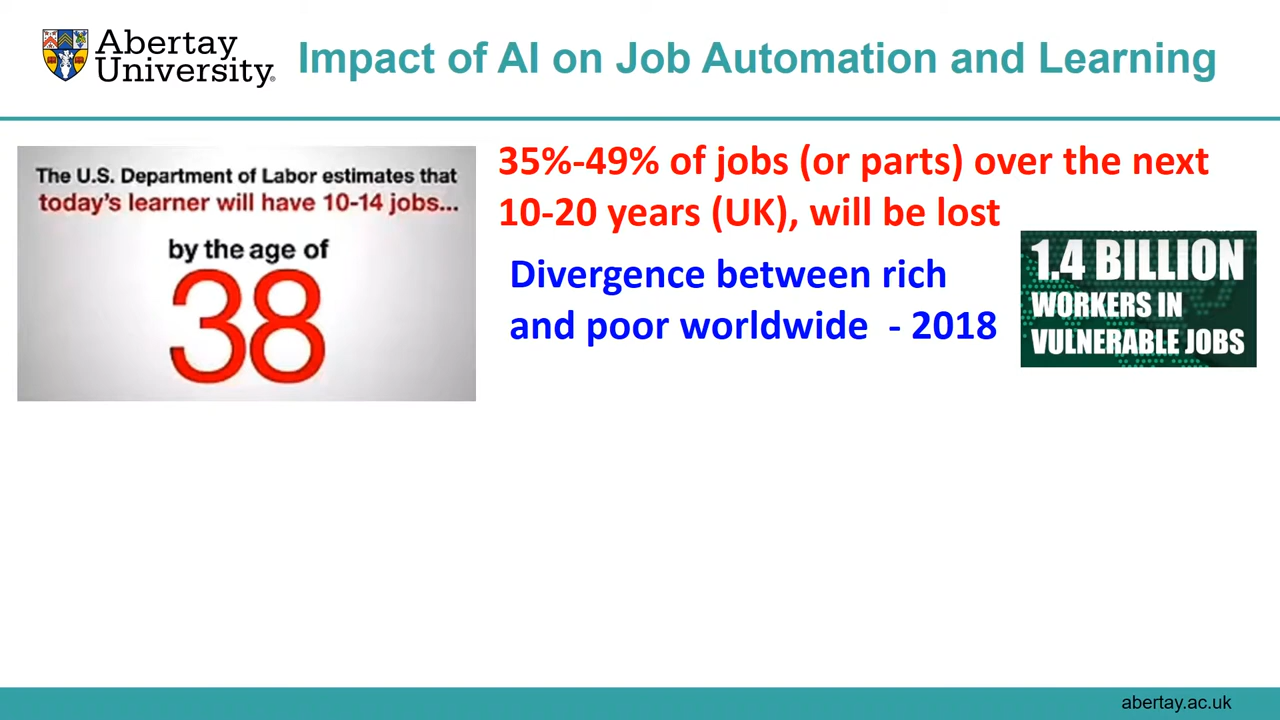 Abertay
University.
Impact of AI on Job Automation and Learning
The U.S. Department of Labor estimates that
today's learner will have 10-14 jobs...
by the age of
38
35%-49% of jobs (or parts) over the next
10-20 years (UK), will be lost
Divergence between rich
and poor worldwide - 2018
1.4 BILLION
WORKERS IN
VULNERABLE JOBS
abertay.ac.uk